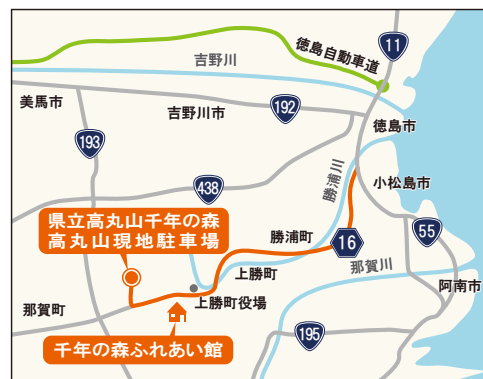 11
徳島自動車道
吉野川
美馬市
192
吉野川市
徳島市
193
438
勝浦川
小松島市
県立高丸山千年の森
高丸山現地駐車場
勝浦町
16
55
那賀川
上勝町
阿南市
上勝町役場
那賀町
195
千年の森ふれあい館